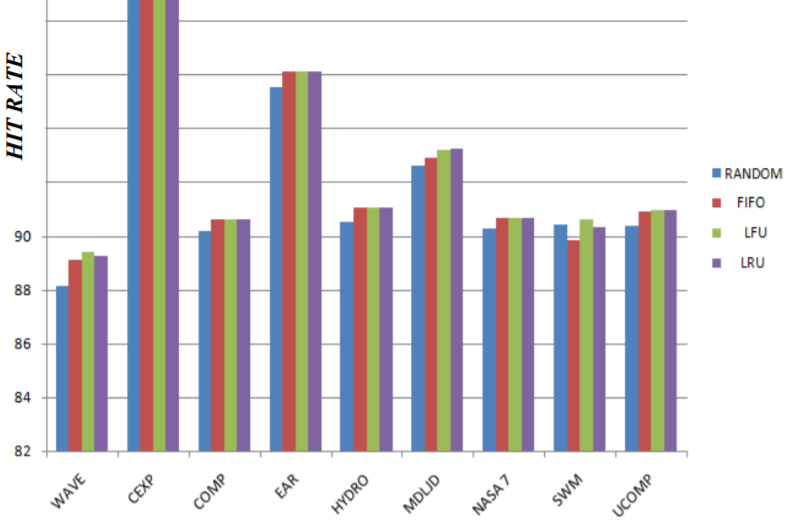 HIT RATE
90
88
86
84
82
WAVE
CEXP
COMP
EAR
HYDRO
MDLJD
NASA 7
SWM
UCOMP
RANDOM
FIFO
LFU
LRU